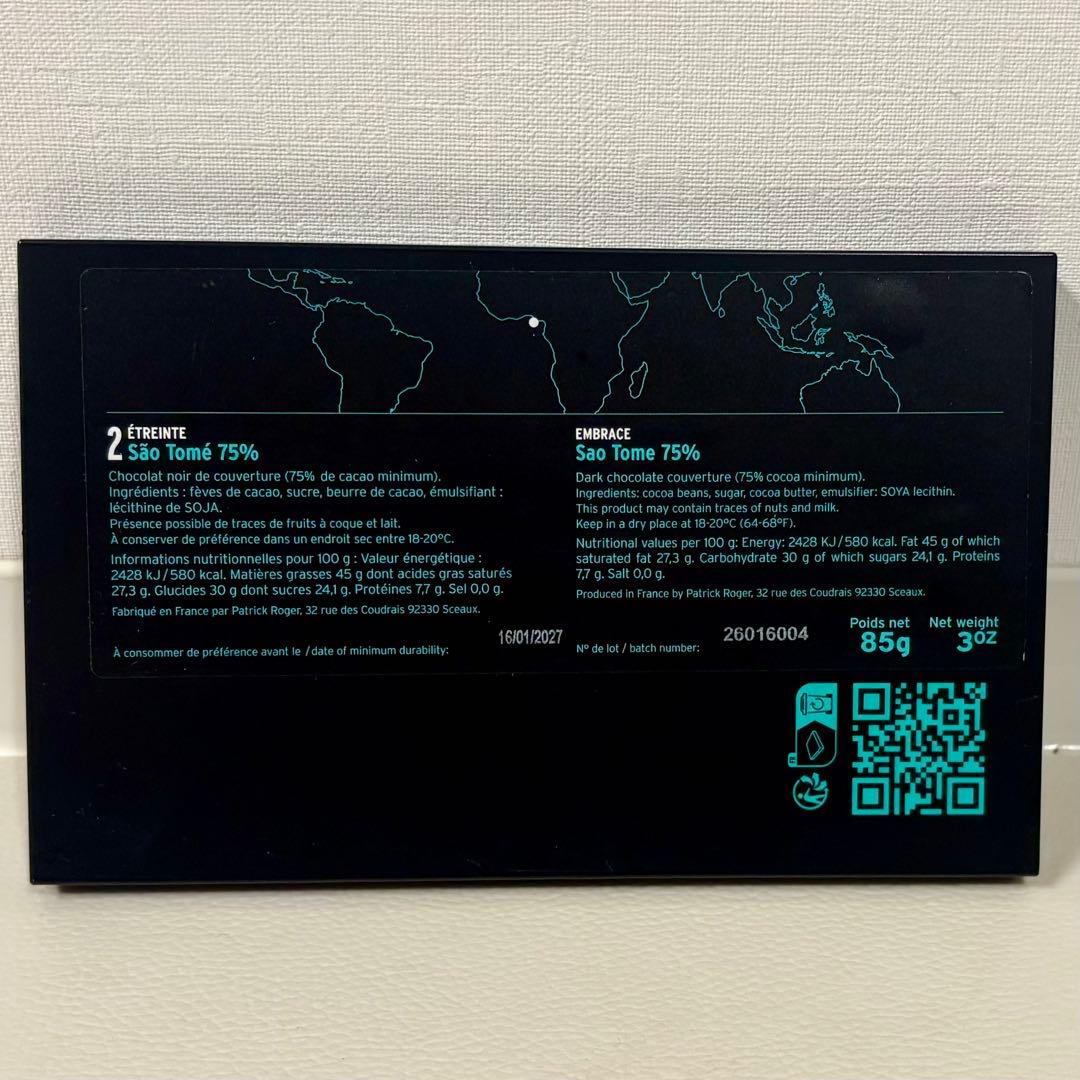 2 ÉTREINTE
São Tomé 75%
Chocolat noir de couverture (75% de cacao minimum).
Ingrédients : fèves de cacao, sucre, beurre de cacao, émulsifiant :
lécithine de SOJA.
Présence possible de traces de fruits à coque et lait.
À conserver de préférence dans un endroit sec entre 18-20°C.
Informations nutritionnelles pour 100 g : Valeur énergétique :
2428 KJ/580 kcal. Matières grasses 45 g dont acides gras saturés
27,3 g. Glucides 30 g dont sucres 24,1 g. Protéines 7,7 g. Sel 0,0 g.
Fabriqué en France par Patrick Roger, 32 rue des Coudrais 92330 Sceaux.
À consommer de préférence avant le / date of minimum durability:
16/01/2027
EMBRACE
Sao Tome 75%
Dark chocolate couverture (75% cocoa minimum).
Ingredients: cocoa beans, sugar, cocoa butter, emulsifier: SOYA lecithin.
This product may contain traces of nuts and milk.
Keep in a dry place at 18-20°C (64-68°F).
Nutritional values per 100 g: Energy: 2428 KJ/580 kcal. Fat 45 g of which
saturated fat 27,3 g. Carbohydrate 30 g of which sugars 24,1 g. Proteins
7,7 g. Salt 0,0 g.
Produced in France by Patrick Roger, 32 rue des Coudrais 92330 Sceaux.
N° de lot / batch number:
26016004
Poids net
85g
Net weight
3oz